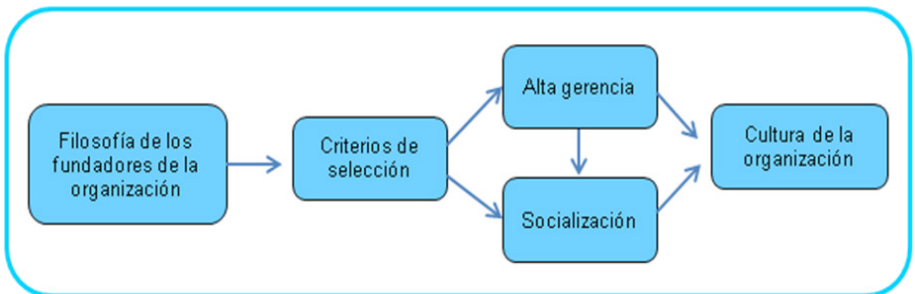 Filosofía de los
fundadores de la
organización
Criterios de
selección
Alta gerencia
Socialización
Cultura de la
organización